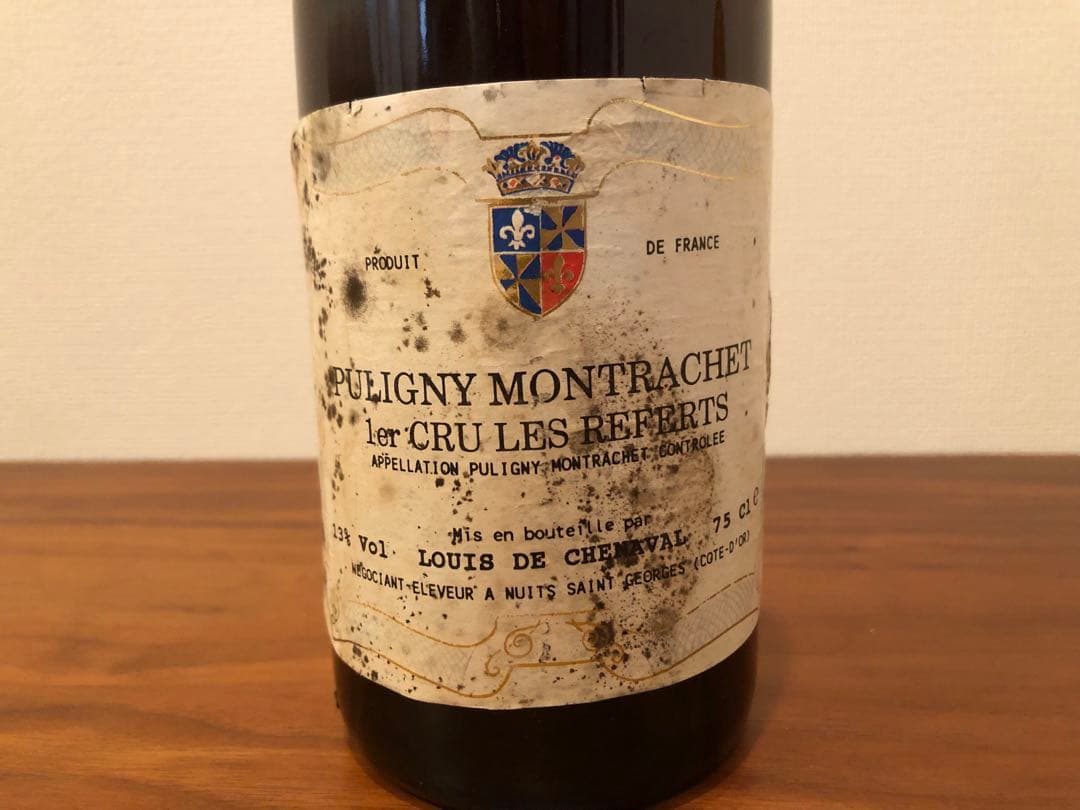 PRODUIT DE FRANCE
PULIGNY MONTRACHET
1er CRU LES REFERTS
APPELLATION PULIGNY MONTRACHET CONTROLEE
Mis en bouteille par
13% Vol. LOUIS DE CHENAVAL 75 Cl e
NEGOCIANT-ELEVEUR A NUITS SAINT GEORGES (COTE-D'OR)